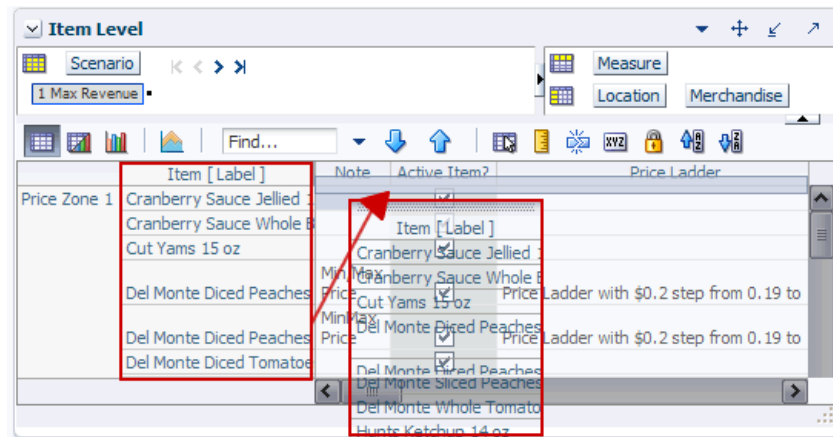 Item Level
Scenario
Measure
1 Max Revenue
Location Merchandise
Find...
XYZ
Item [ Label ] Note Active Item? Price Ladder
Price Zone 1 Cranberry Sauce Jellied 1
Cranberry Sauce Whole B
Cut Yams 15 oz
Del Monte Diced Peaches Min/Max Price Price Ladder with $0.2 step from 0.19 to
Del Monte Diced Peaches MinMax Price Price Ladder with $0.2 step from 0.19 to
Del Monte Diced Tomatoe
Item [ Label ]
Cranberry Sauce Jellied 1
Cranberry Sauce Whole B
Cut Yams 15 oz
Del Monte Diced Peaches
Del Monte Diced Peaches
Del Monte Sliced Peaches
Del Monte Whole Tomato
Hunts Ketchup 14 oz